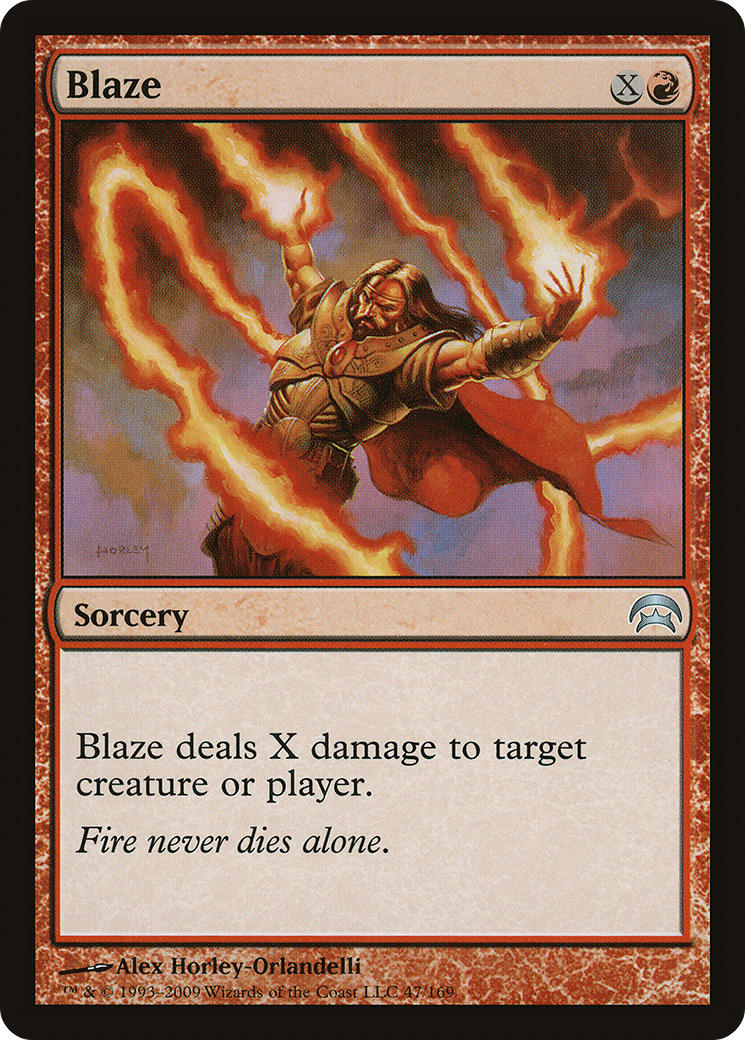 Blaze X
HORLEY
Sorcery
Blaze deals X damage to target
creature or player.
Fire never dies alone.
Alex Horley-Orlandelli
™ & © 1993–2009 Wizards of the Coast LLC 47/169